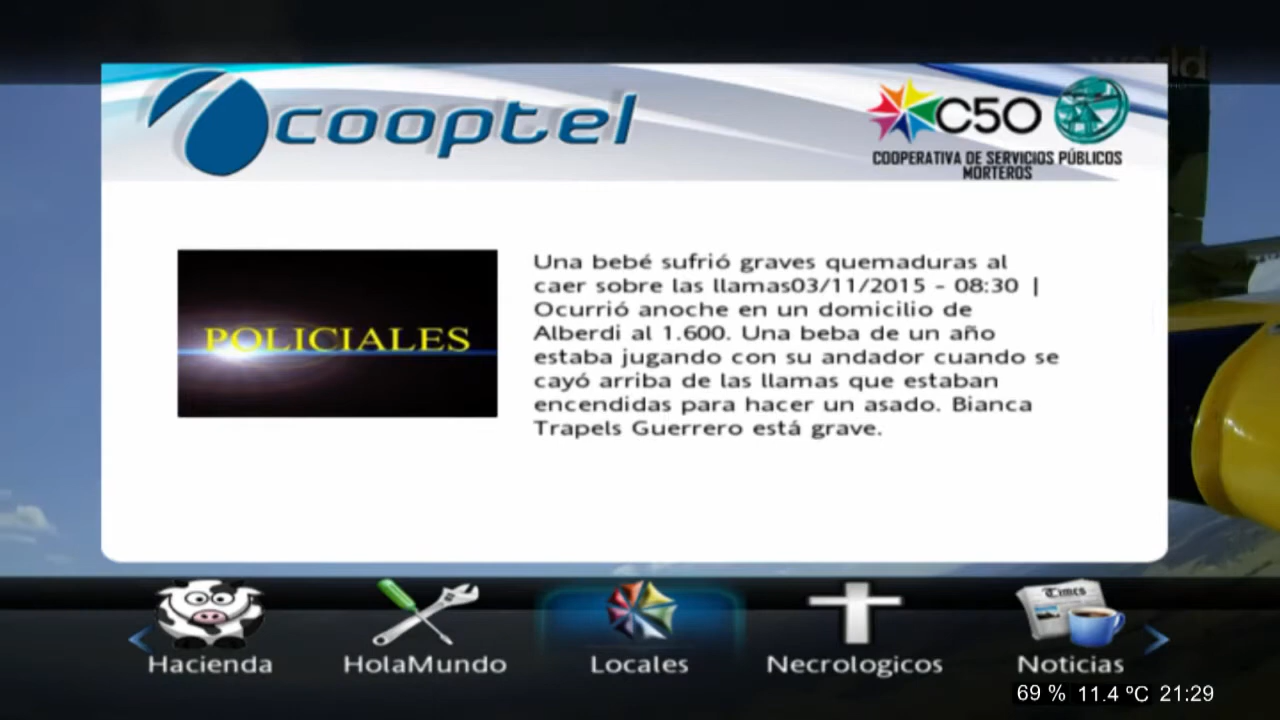 world
cooptel
C50
COOPERATIVA DE SERVICIOS PÚBLICOS
MORTEROS
POLICIALES
Una bebé sufrió graves quemaduras al
caer sobre las llamas03/11/2015 - 08:30 |
Ocurrió anoche en un domicilio de
Alberdi al 1.600. Una beba de un año
estaba jugando con su andador cuando se
cayó arriba de las llamas que estaban
encendidas para hacer un asado. Bianca
Trapels Guerrero está grave.
Times
Hacienda
HolaMundo
Locales
Necrologicos
Noticias
69 % 11.4 ºC 21:29